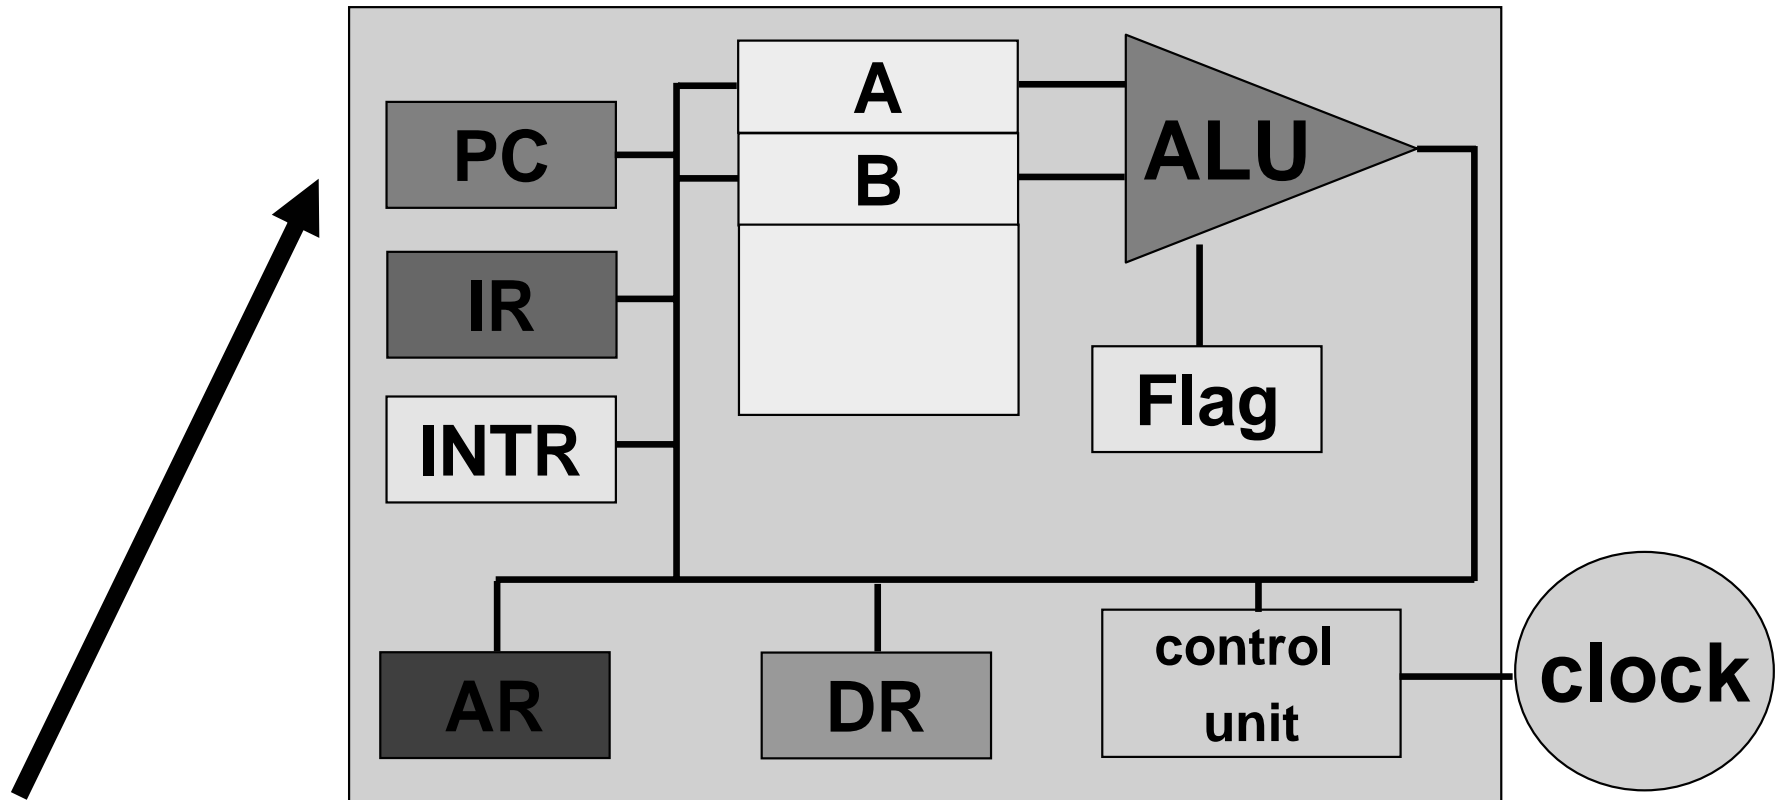 A
PC
ALU
B
IR
Flag
INTR
control
unit
AR
DR
clock